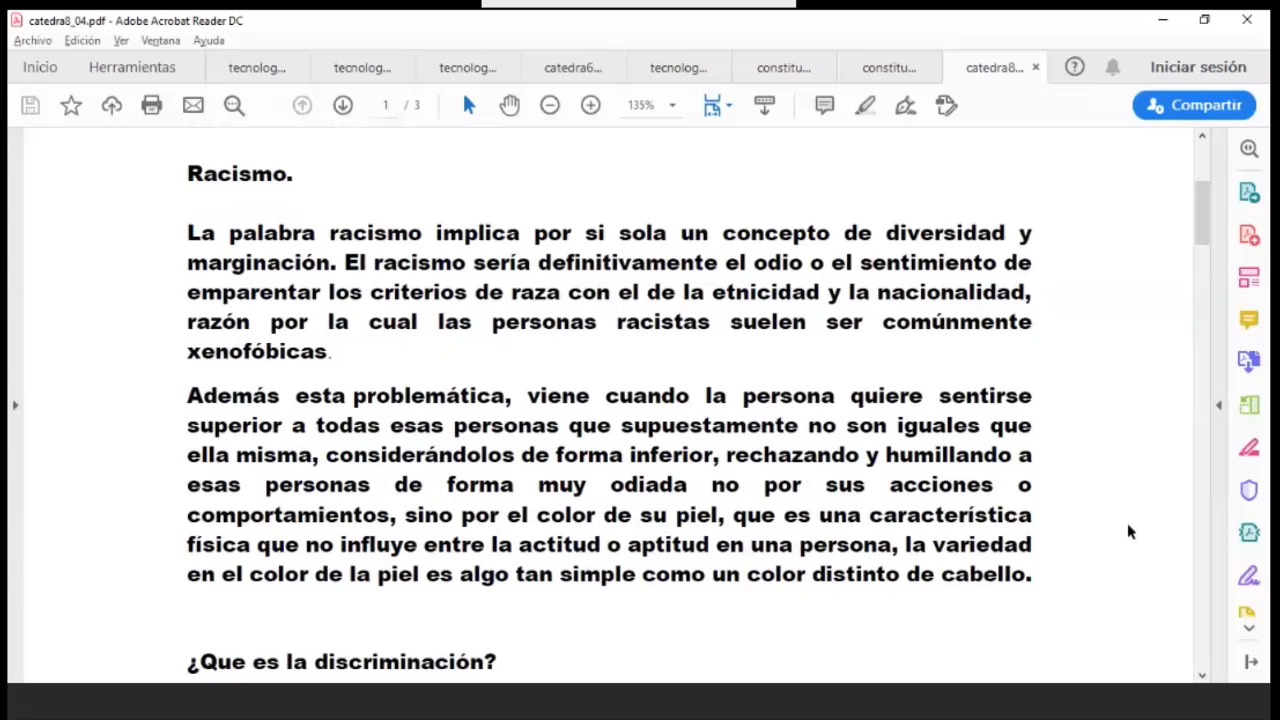 catedra8_04.pdf - Adobe Acrobat Reader DC
Archivo Edición Ver Ventana Ayuda
Inicio Herramientas tecnolog... tecnolog... tecnolog... catedra6... tecnolog... constitu... constitu... catedra8... × Iniciar sesión
1 / 3 135% Compartir
Racismo.
La palabra racismo implica por si sola un concepto de diversidad y
marginación. El racismo sería definitivamente el odio o el sentimiento de
emparentar los criterios de raza con el de la etnicidad y la nacionalidad,
razón por la cual las personas racistas suelen ser comúnmente
xenofóbicas.
Además esta problemática, viene cuando la persona quiere sentirse
superior a todas esas personas que supuestamente no son iguales que
ella misma, considerándolos de forma inferior, rechazando y humillando a
esas personas de forma muy odiada no por sus acciones o
comportamientos, sino por el color de su piel, que es una característica
física que no influye entre la actitud o aptitud en una persona, la variedad
en el color de la piel es algo tan simple como un color distinto de cabello.
¿Que es la discriminación?